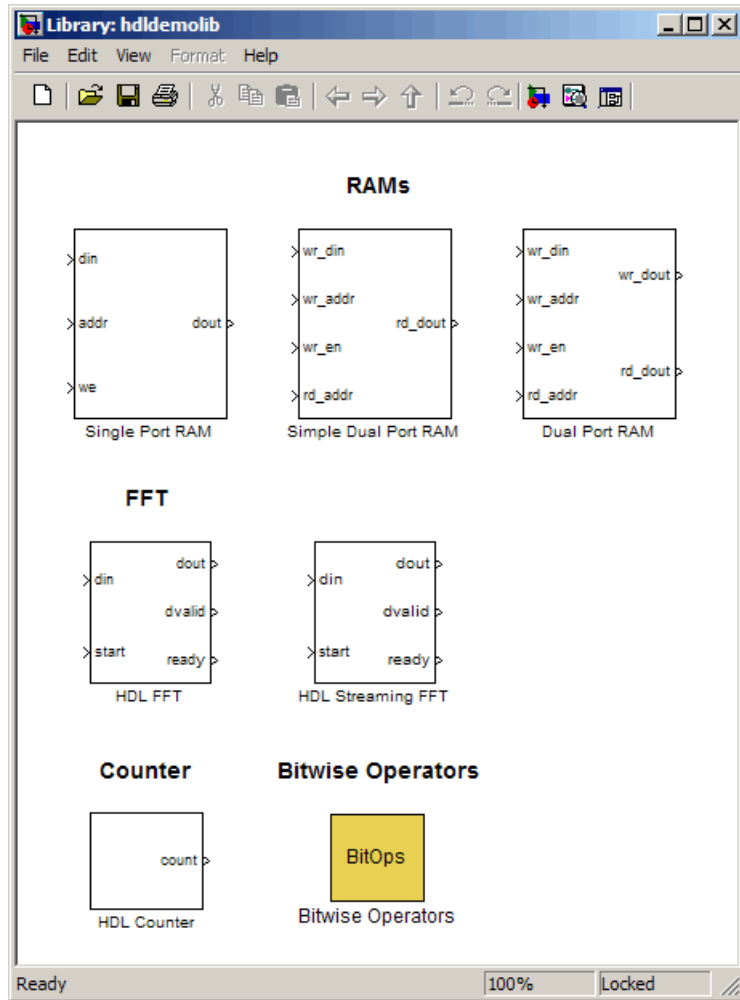 Library: hdldemolib
File Edit View Format Help
RAMs
din
addr
we
dout
Single Port RAM
wr_din
wr_addr
wr_en
rd_addr
rd_dout
Simple Dual Port RAM
wr_din
wr_addr
wr_en
rd_addr
wr_dout
rd_dout
Dual Port RAM
FFT
din
start
dout
dvalid
ready
HDL FFT
din
start
dout
dvalid
ready
HDL Streaming FFT
Counter
count
HDL Counter
Bitwise Operators
BitOps
Bitwise Operators
Ready 100% Locked